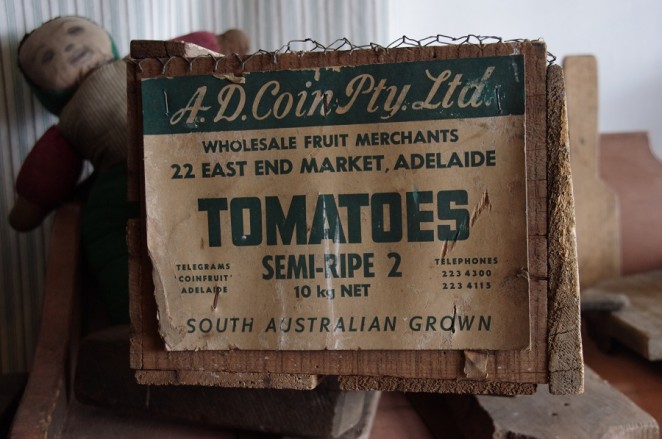 A. D. Coin Pty. Ltd
WHOLESALE FRUIT MERCHANTS
22 EAST END MARKET, ADELAIDE
TOMATOES
SEMI-RIPE 2
10 kg NET
TELEGRAMS
'COINFRUIT'
ADELAIDE
TELEPHONES
223 4300
223 4115
SOUTH AUSTRALIAN GROWN